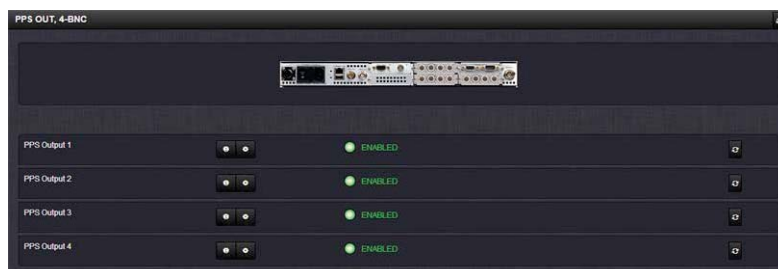 PPS OUT, 4-BNC
PPS Output 1
ENABLED
PPS Output 2
ENABLED
PPS Output 3
ENABLED
PPS Output 4
ENABLED